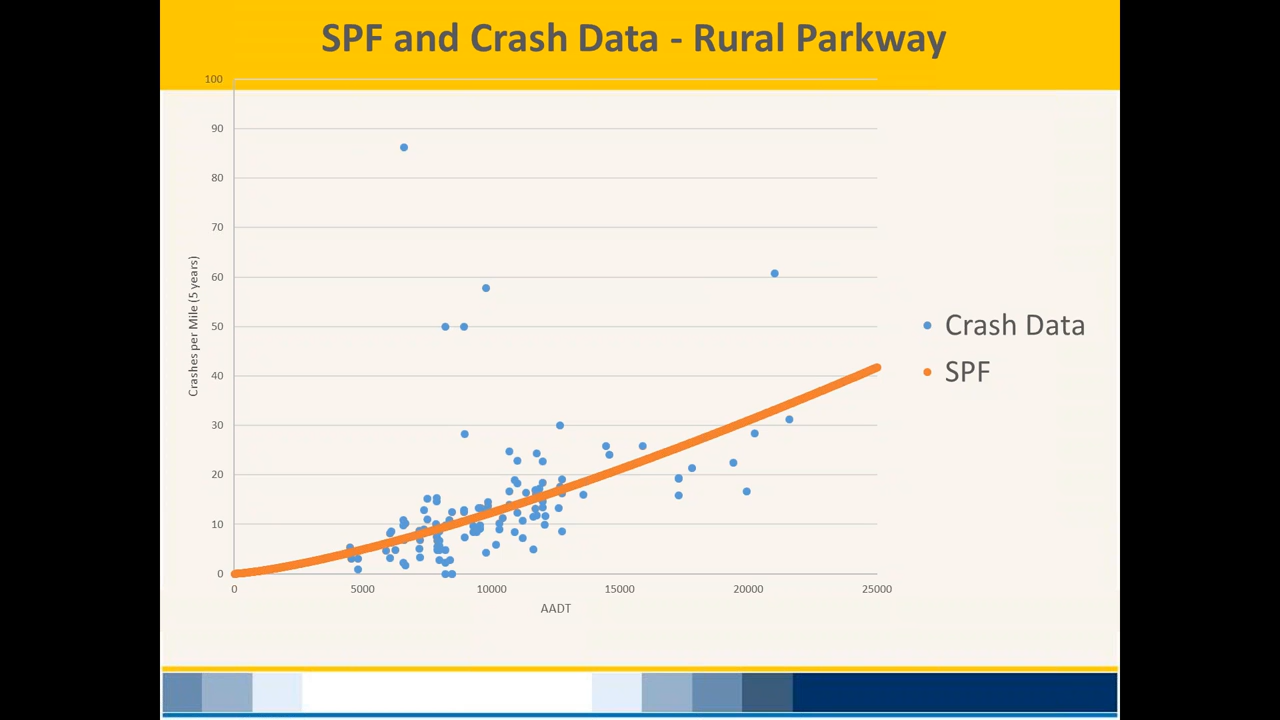 SPF and Crash Data - Rural Parkway
100
90
80
70
60
50
40
30
20
10
0
Crashes per Mile (5 years)
0 5000 10000 15000 20000 25000
AADT
Crash Data
SPF